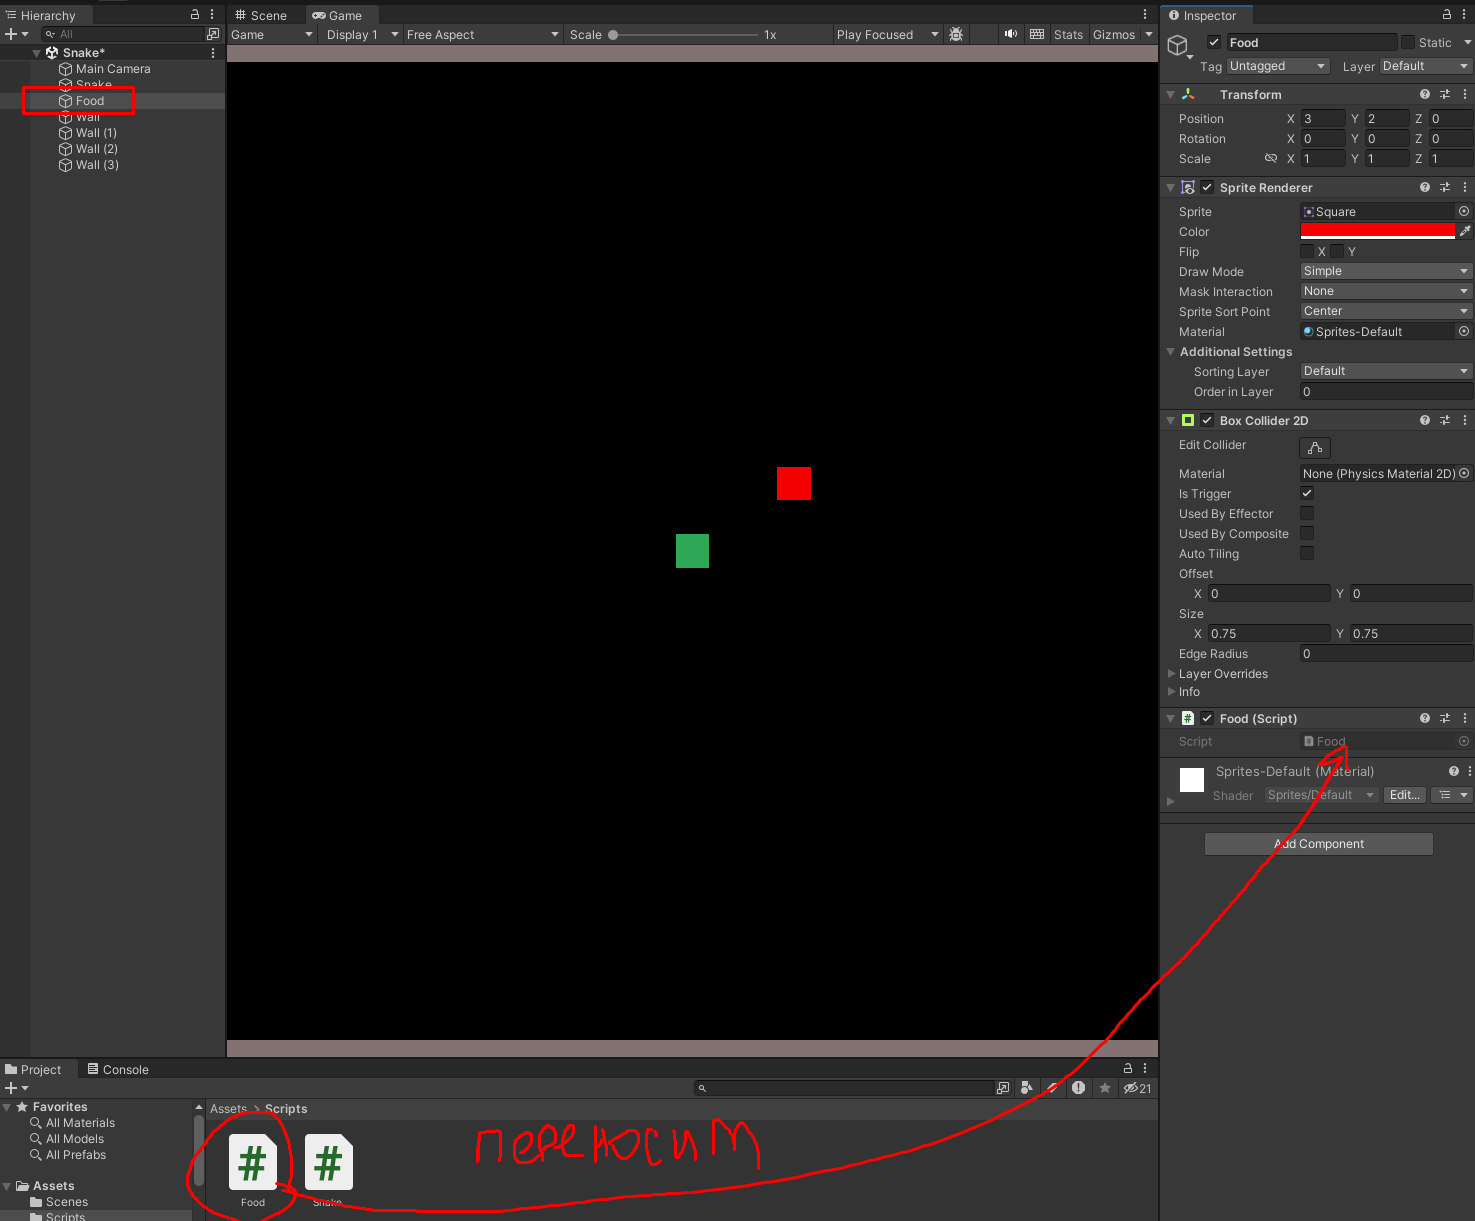 Hierarchy
All
Snake*
Main Camera
Snake
Food
Wall
Wall (1)
Wall (2)
Wall (3)
Scene
Game
Game
Display 1
Free Aspect
Scale
1x
Play Focused
Stats
Gizmos
Inspector
Food
Static
Tag
Untagged
Layer
Default
Transform
Position X 3 Y 2 Z 0
Rotation X 0 Y 0 Z 0
Scale X 1 Y 1 Z 1
Sprite Renderer
Sprite Square
Color
Flip X Y
Draw Mode Simple
Mask Interaction None
Sprite Sort Point Center
Material Sprites-Default
Additional Settings
Sorting Layer Default
Order in Layer 0
Box Collider 2D
Edit Collider
Material None (Physics Material 2D)
Is Trigger
Used By Effector
Used By Composite
Auto Tiling
Offset
X 0 Y 0
Size
X 0.75 Y 0.75
Edge Radius 0
Layer Overrides
Info
# Food (Script)
Script Food
Sprites-Default (Material)
Shader Sprites/Default Edit...
Add Component
Project
Console
21
Favorites
All Materials
All Models
All Prefabs
Assets
Scenes
Scripts
Assets > Scripts
# #
Food Snake
переносим